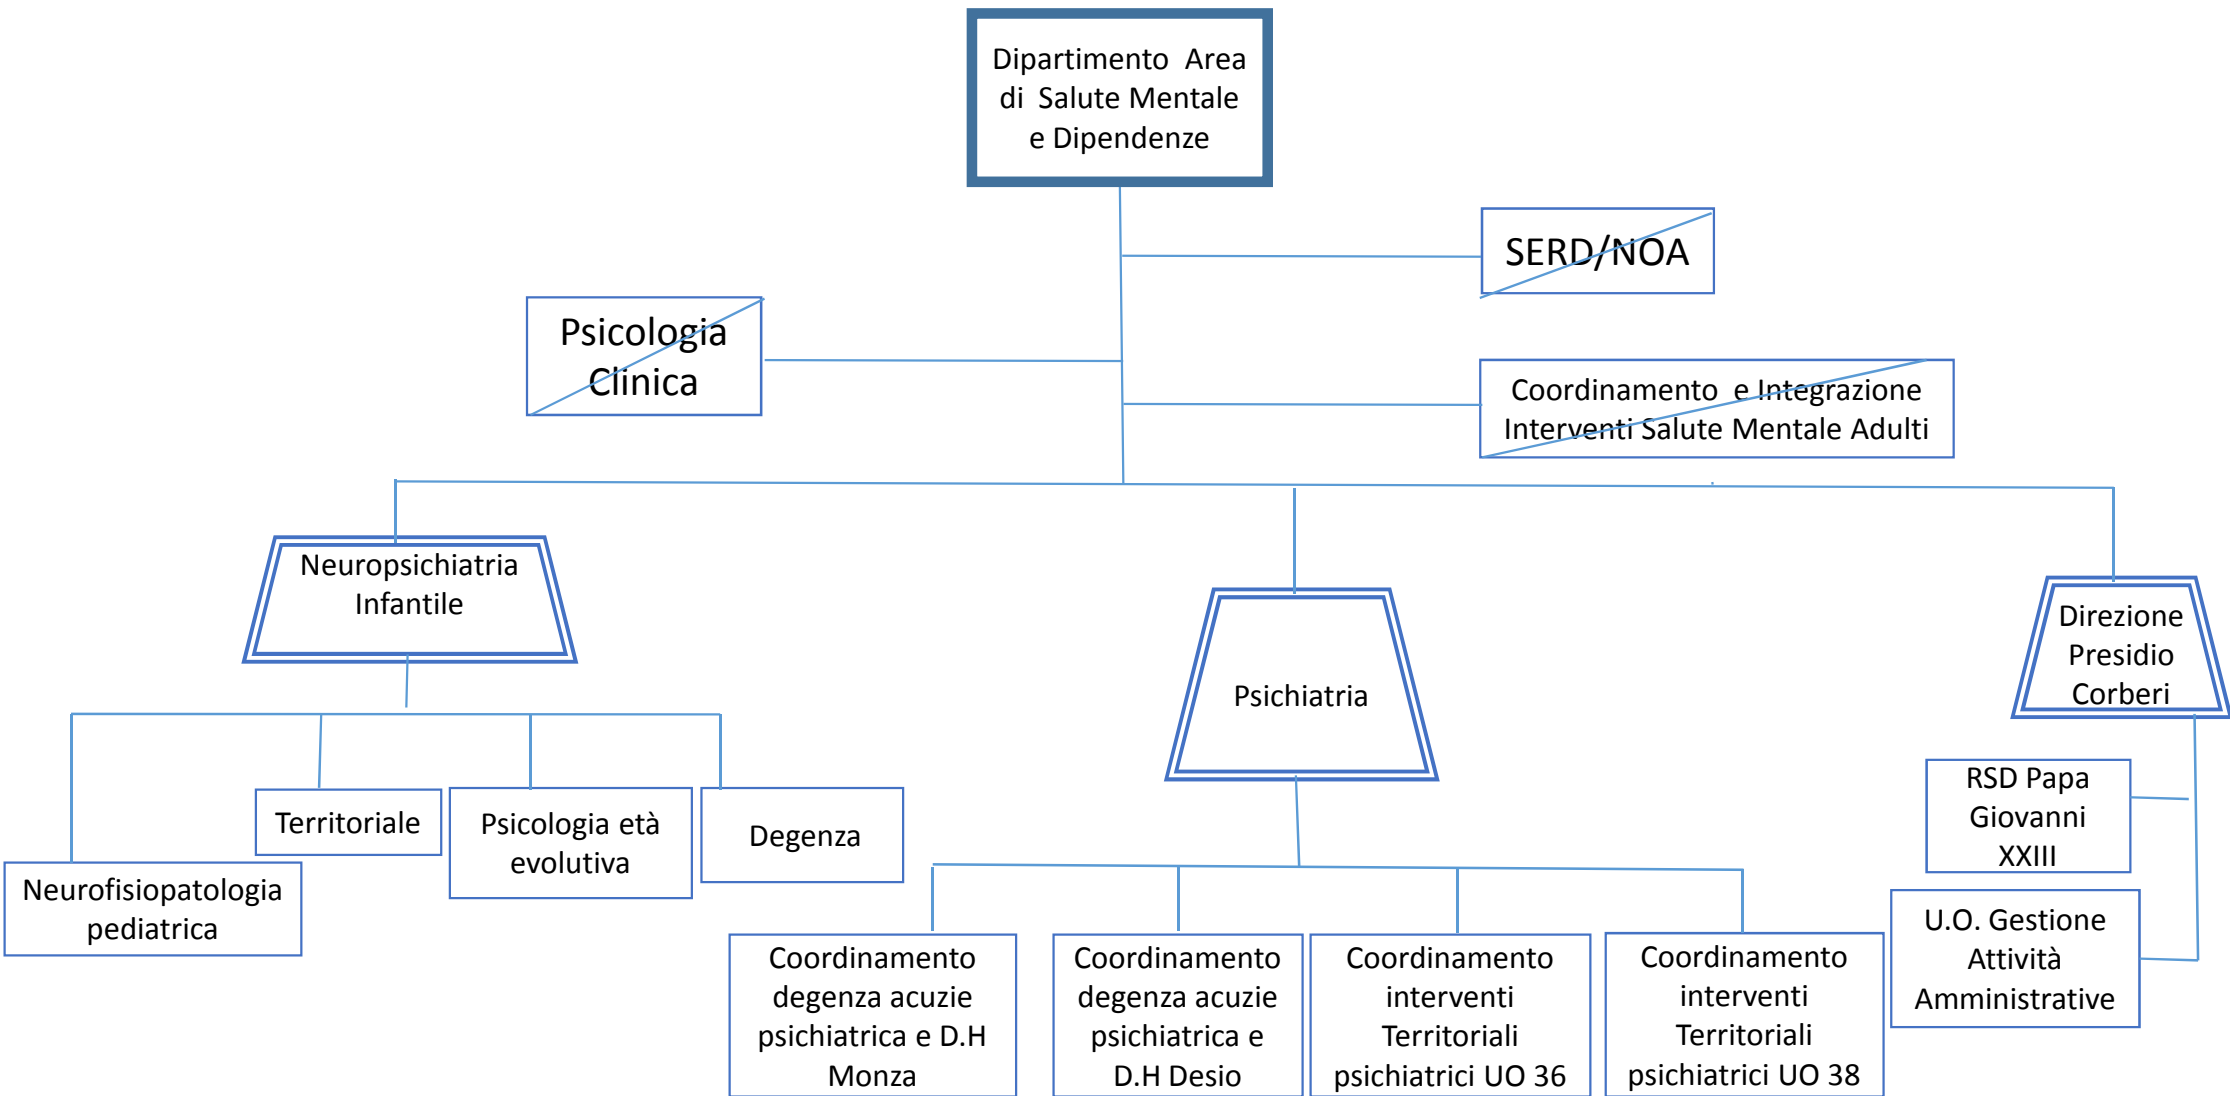 Dipartimento Area
di Salute Mentale
e Dipendenze
SERD/NOA
Psicologia
Clinica
Coordinamento e Integrazione
Interventi Salute Mentale Adulti
Neuropsichiatria
Infantile
Psichiatria
Direzione
Presidio
Corberi
Neurofisiopatologia
pediatrica
Territoriale
Psicologia età
evolutiva
Degenza
RSD Papa
Giovanni
XXIII
U.O. Gestione
Attività
Amministrative
Coordinamento
degenza acuzie
psichiatrica e D.H
Monza
Coordinamento
degenza acuzie
psichiatrica e
D.H Desio
Coordinamento
interventi
Territoriali
psichiatrici UO 36
Coordinamento
interventi
Territoriali
psichiatrici UO 38